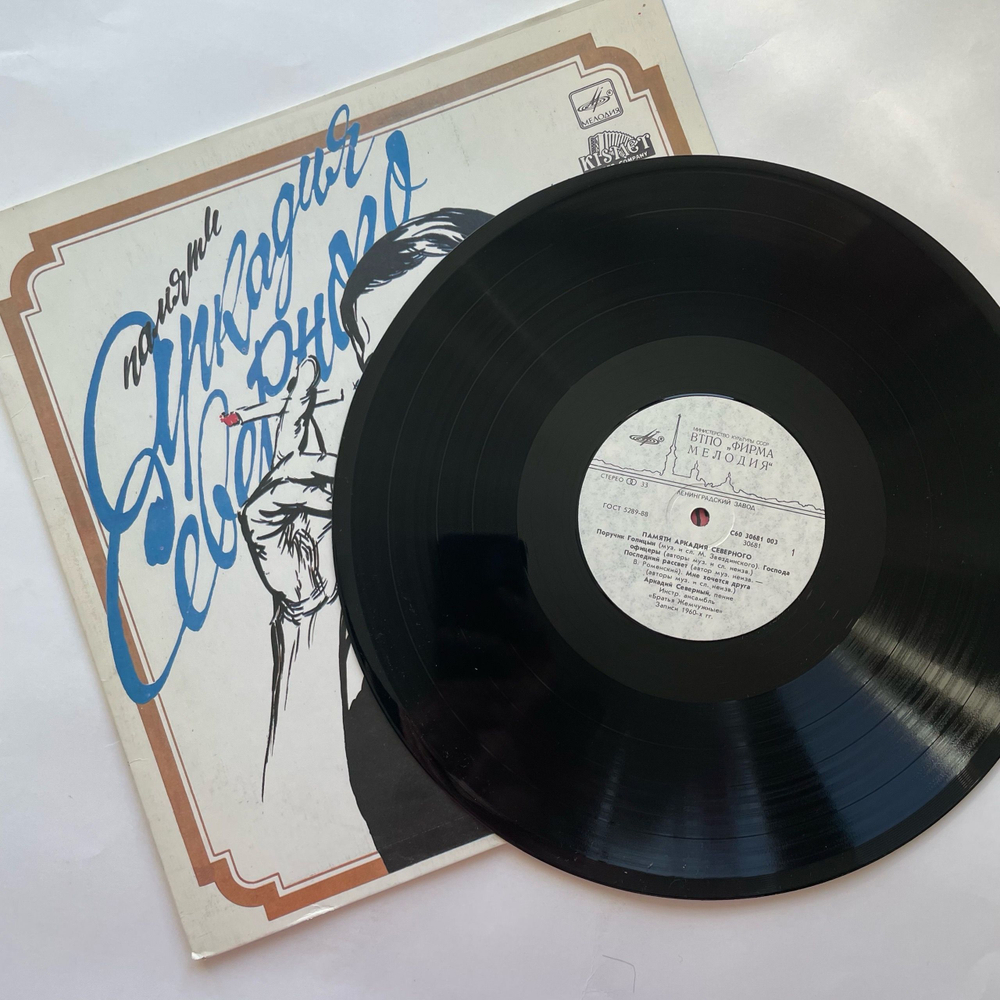 памяти
Аркадия
Северного
МЕЛОДИЯ
KISMET
COMPANY
МИНИСТЕРСТВО КУЛЬТУРЫ СССР
ВТПО „ФИРМА
МЕЛОДИЯ"
СТЕРЕО 33
ЛЕНИНГРАДСКИЙ ЗАВОД
ГОСТ 5289-88
С60 30681 003
30681
1
ПАМЯТИ АРКАДИЯ СЕВЕРНОГО
Поручик Голицын (муз. и сл. М. Звездинского). Господа
офицеры (авторы муз. и сл. неизв.)
Последний рассвет (автор муз. неизв. —
В. Роменский). Мне хочется друга
(авторы муз. и сл. неизв.)
Аркадий Северный, пение
Инстр. ансамбль
«Братья Жемчужные»
Записи 1960-х гг.